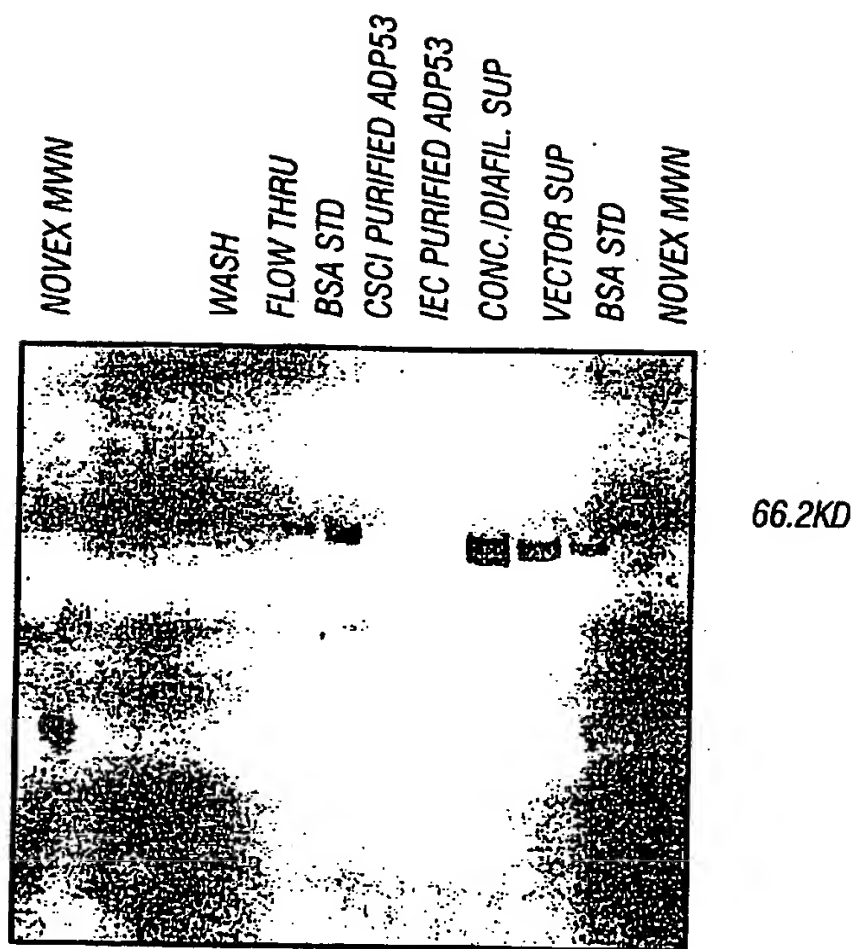 NOVEX MWN
WASH
FLOW THRU
BSA STD
CSCI PURIFIED ADP53
IEC PURIFIED ADP53
CONC./DIAFIL. SUP
VECTOR SUP
BSA STD
NOVEX MWN
66.2KD